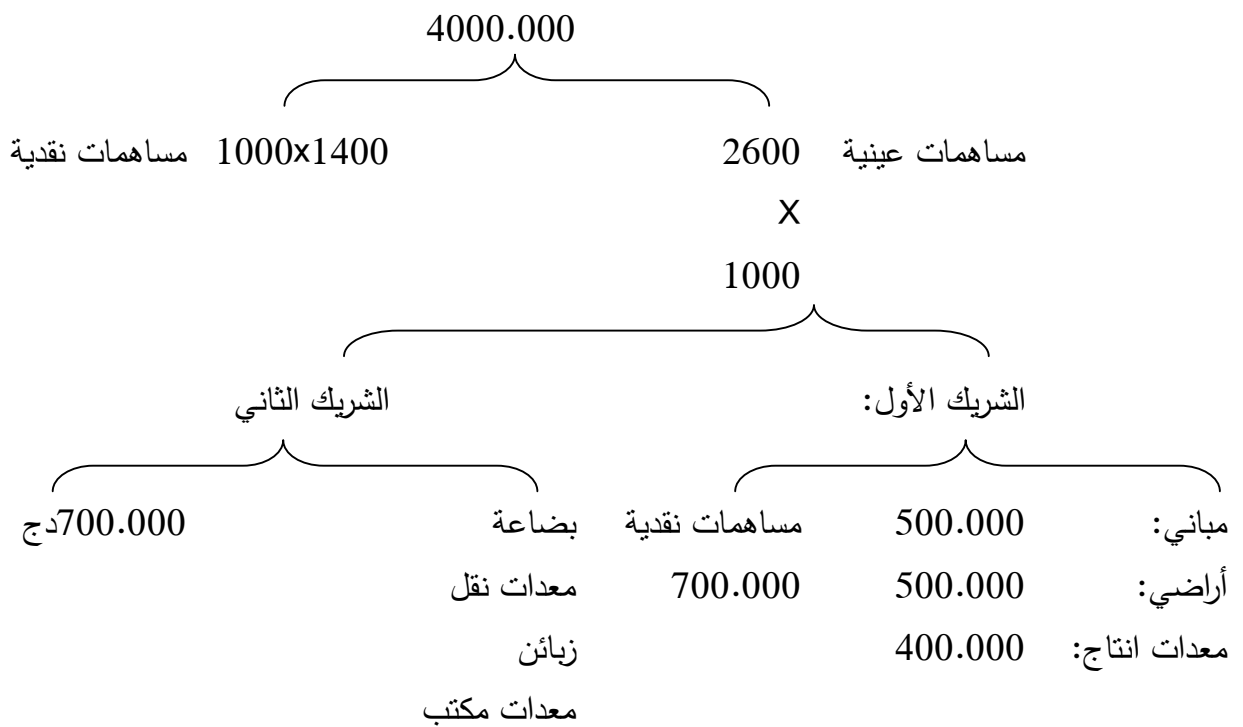 4000.000
مساهمات عينية 2600 1000x1400 مساهمات نقدية
X
1000
الشريك الأول: الشريك الثاني
مباني: 500.000 مساهمات نقدية بضاعة 700.000دج
أراضي: 500.000 700.000 معدات نقل
معدات انتاج: 400.000 زبائن
معدات مكتب